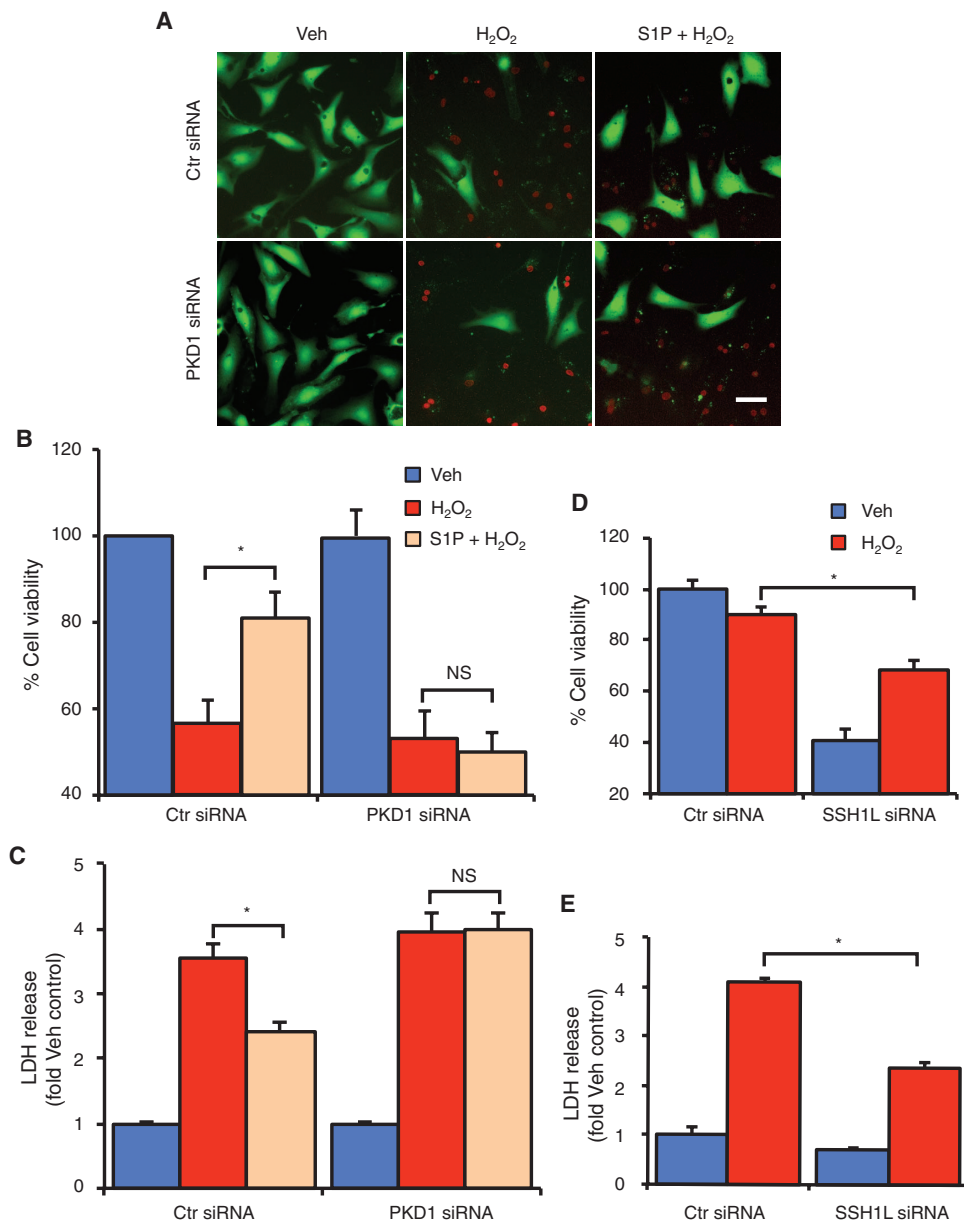 A
Veh
H₂O₂
S1P + H₂O₂
Ctr siRNA
PKD1 siRNA
B
120
100
80
60
40
% Cell viability
Veh
H₂O₂
S1P + H₂O₂
*
NS
Ctr siRNA
PKD1 siRNA
C
5
4
3
2
1
0
LDH release
(fold Veh control)
*
NS
Ctr siRNA
PKD1 siRNA
D
Veh
H₂O₂
120
100
80
60
40
20
% Cell viability
*
Ctr siRNA
SSH1L siRNA
E
5
4
3
2
1
0
LDH release
(fold Veh control)
*
Ctr siRNA
SSH1L siRNA